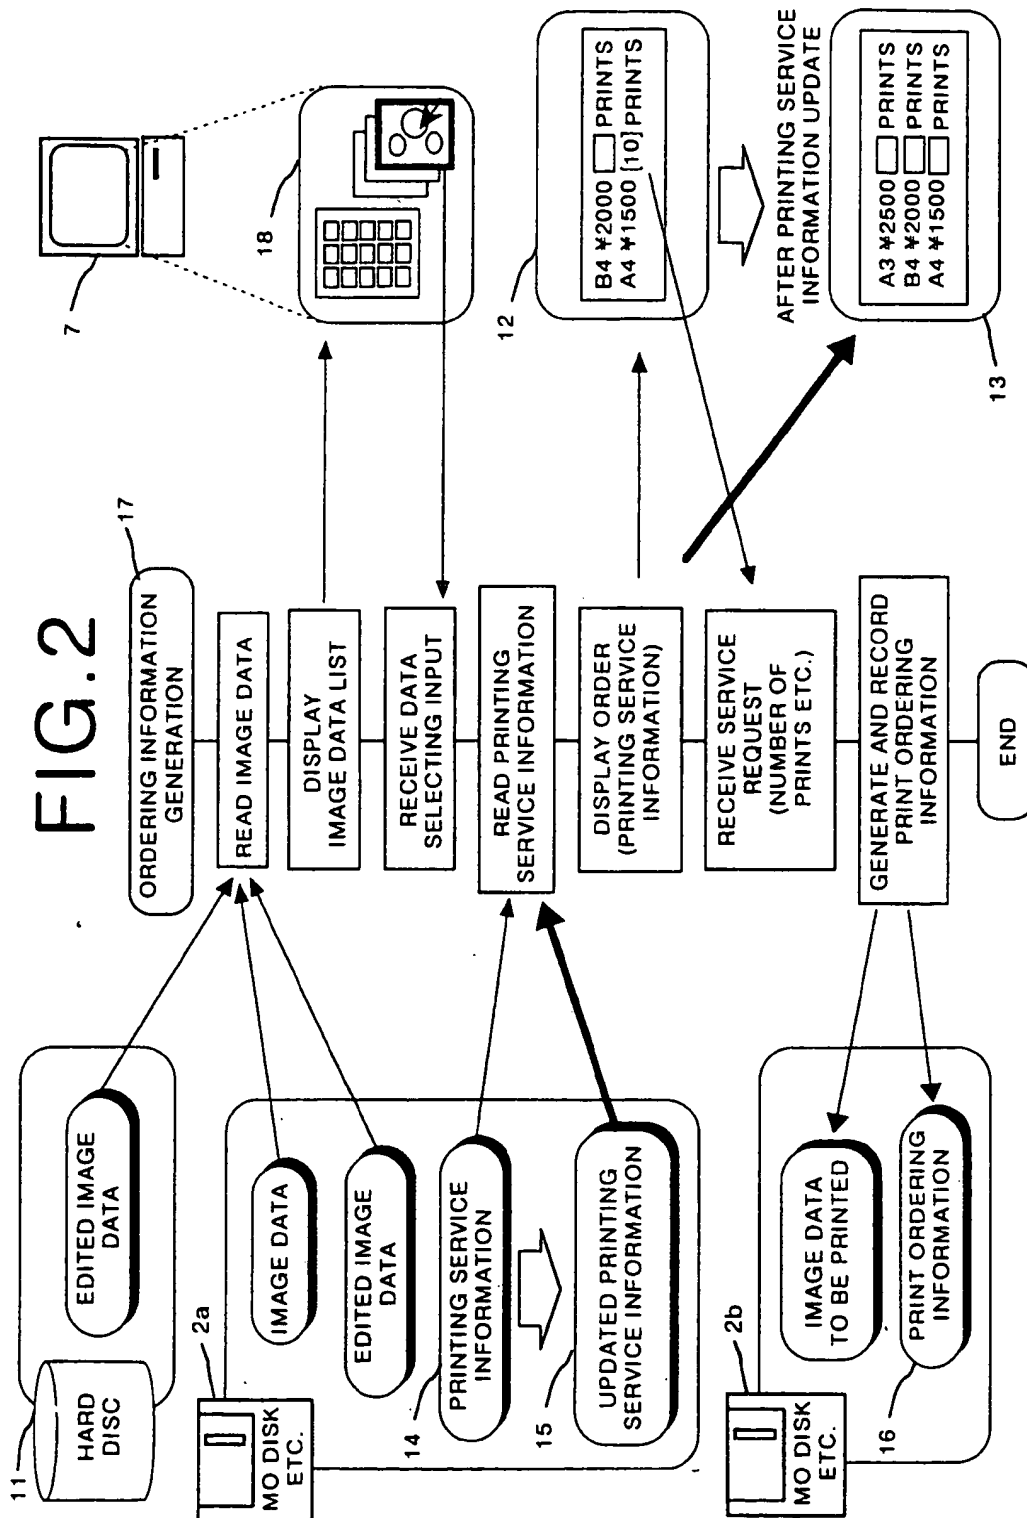 FIG.2
11
HARD
DISC
EDITED IMAGE
DATA
2a
MO DISK
ETC.
IMAGE DATA
EDITED IMAGE
DATA
14
PRINTING SERVICE
INFORMATION
15
UPDATED PRINTING
SERVICE INFORMATION
2b
MO DISK
ETC.
IMAGE DATA
TO BE PRINTED
16
PRINT ORDERING
INFORMATION
17
ORDERING INFORMATION
GENERATION
READ IMAGE DATA
DISPLAY
IMAGE DATA LIST
RECEIVE DATA
SELECTING INPUT
READ PRINTING
SERVICE INFORMATION
DISPLAY ORDER
(PRINTING SERVICE
INFORMATION)
RECEIVE SERVICE
REQUEST
(NUMBER OF
PRINTS ETC.)
GENERATE AND RECORD
PRINT ORDERING
INFORMATION
END
7
18
12
B4 ¥2000 PRINTS
A4 ¥1500 [10] PRINTS
AFTER PRINTING SERVICE
INFORMATION UPDATE
A3 ¥2500 PRINTS
B4 ¥2000 PRINTS
A4 ¥1500 PRINTS
13